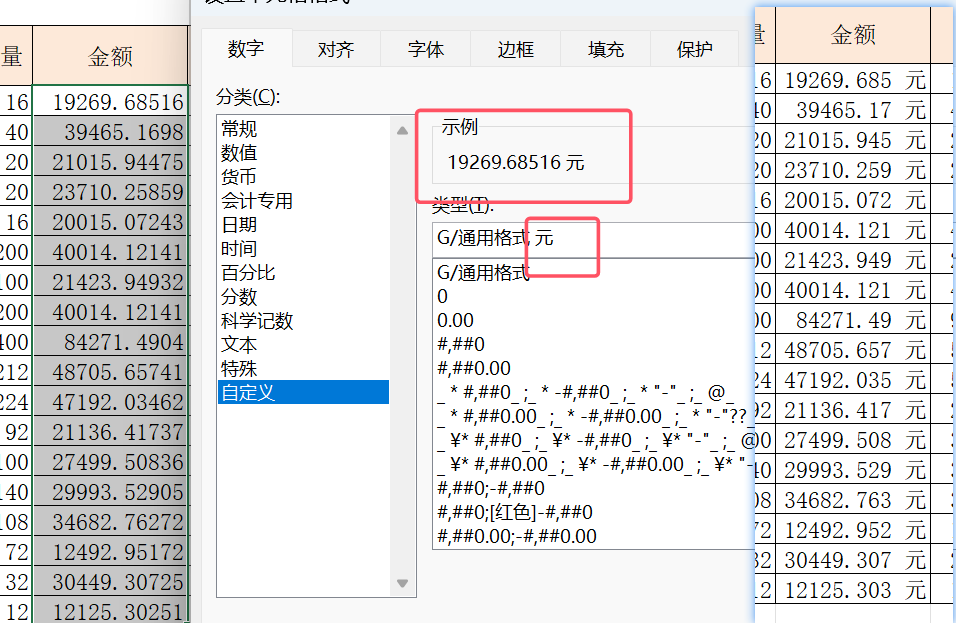 设置单元格格式
量 金额
16 19269.68516
40 39465.1698
20 21015.94475
20 23710.25859
16 20015.07243
200 40014.12141
100 21423.94932
200 40014.12141
400 84271.4904
212 48705.65741
224 47192.03462
92 21136.41737
100 27499.50836
140 29993.52905
108 34682.76272
72 12492.95172
32 30449.30725
12 12125.30251
数字 对齐 字体 边框 填充 保护
分类(C):
常规
数值
货币
会计专用
日期
时间
百分比
分数
科学记数
文本
特殊
自定义
示例
19269.68516 元
类型(T):
G/通用格式 元
G/通用格式
0
0.00
#,##0
#,##0.00
_ * #,##0_ ;_ * -#,##0_ ;_ * "-"_ ;_ @_
_ * #,##0.00_ ;_ * -#,##0.00_ ;_ * "-"??_
_ ¥* #,##0_ ;_ ¥* -#,##0_ ;_ ¥* "-"_ ;_ @
_ ¥* #,##0.00_ ;_ ¥* -#,##0.00_ ;_ ¥* "-
#,##0;-#,##0
#,##0;[红色]-#,##0
#,##0.00;-#,##0.00
量 金额
16 19269.685 元
40 39465.17 元
20 21015.945 元
20 23710.259 元
16 20015.072 元
00 40014.121 元
00 21423.949 元
00 40014.121 元
00 84271.49 元
12 48705.657 元
24 47192.035 元
92 21136.417 元
00 27499.508 元
40 29993.529 元
08 34682.763 元
72 12492.952 元
32 30449.307 元
12 12125.303 元